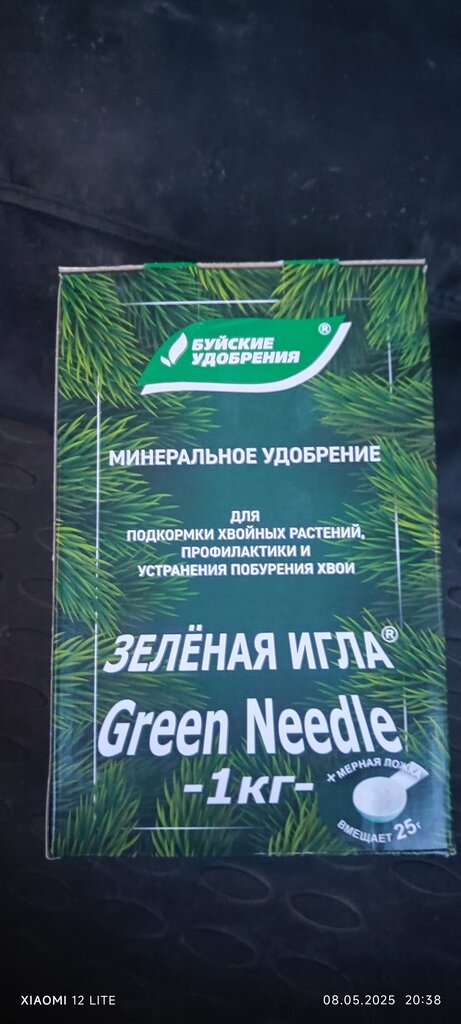 БУЙСКИЕ
УДОБРЕНИЯ ®
МИНЕРАЛЬНОЕ УДОБРЕНИЕ
ДЛЯ
ПОДКОРМКИ ХВОЙНЫХ РАСТЕНИЙ,
ПРОФИЛАКТИКИ И
УСТРАНЕНИЯ ПОБУРЕНИЯ ХВОИ
ЗЕЛЁНАЯ ИГЛА®
Green Needle
-1кг-
+ МЕРНАЯ ЛОЖКА
ВМЕЩАЕТ 25г
XIAOMI 12 LITE
08.05.2025 20:38